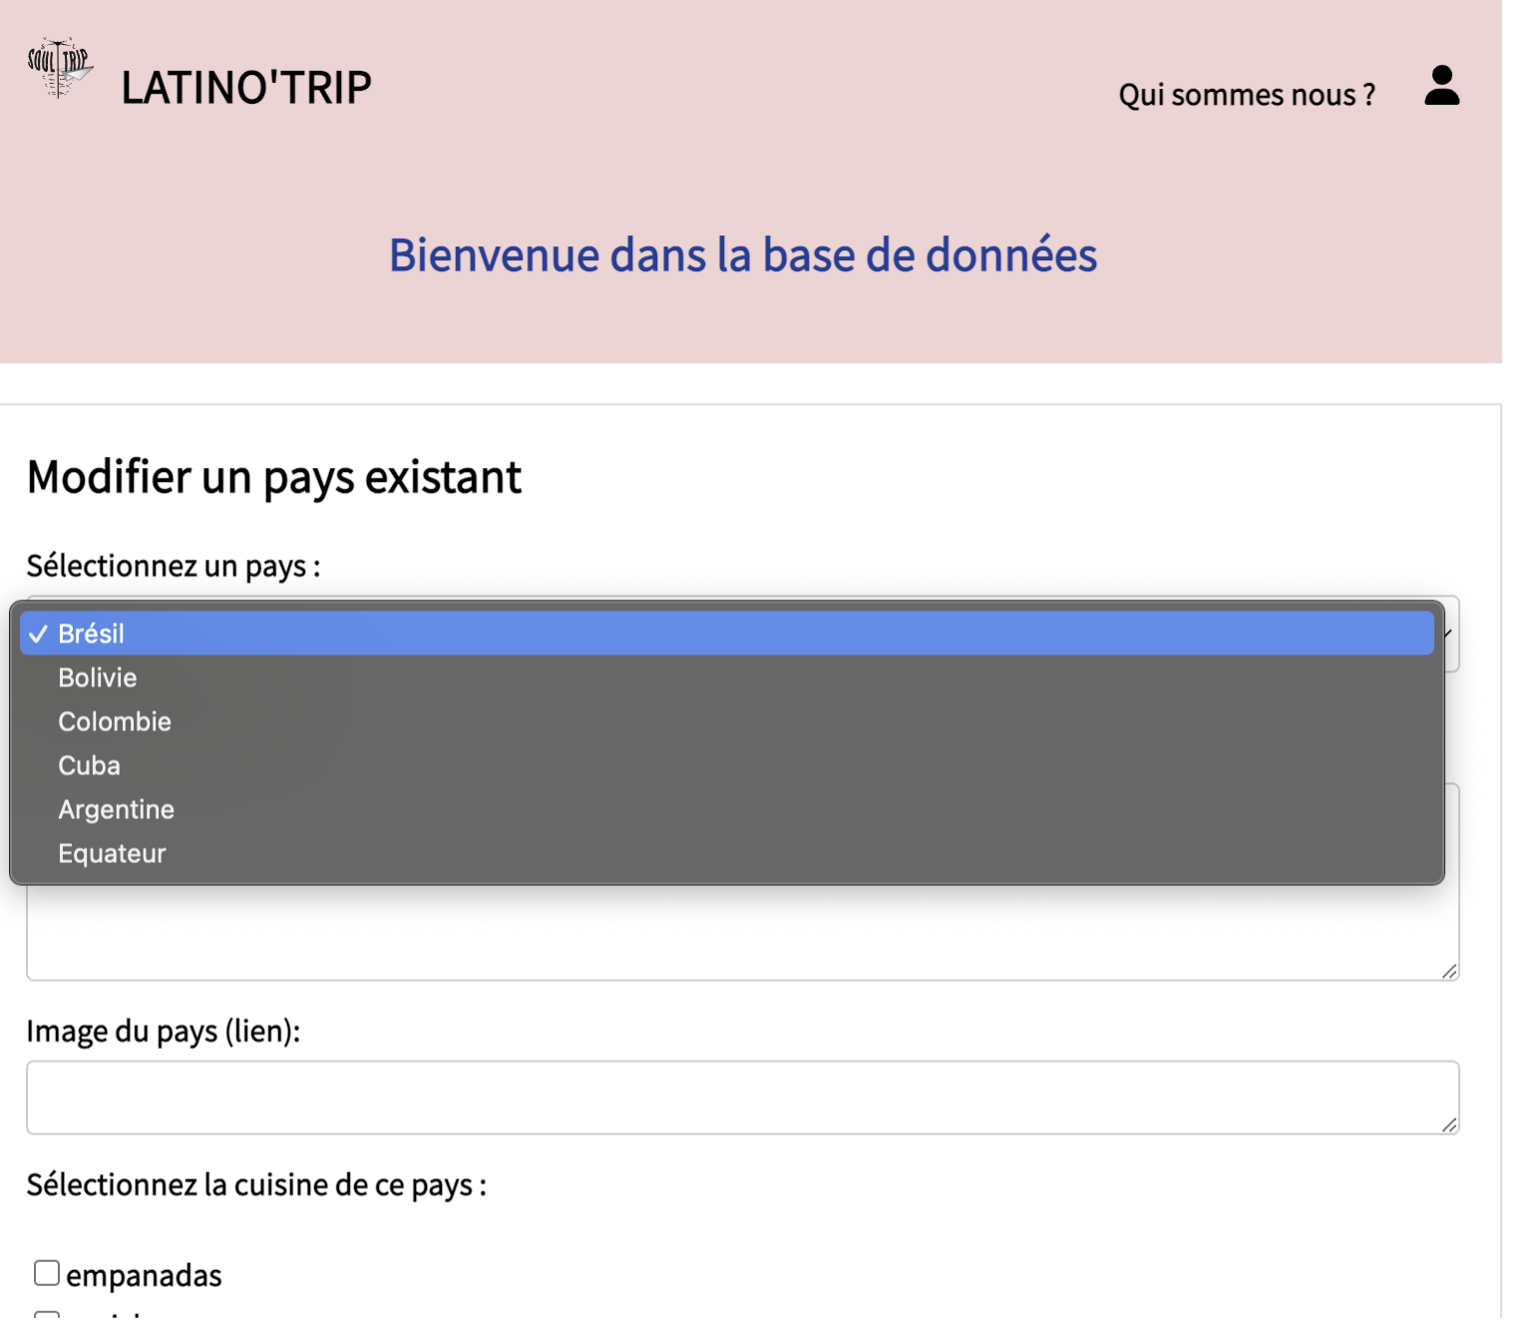 SOUL TRIP
LATINO'TRIP
Qui sommes nous ?
Bienvenue dans la base de données
Modifier un pays existant
Sélectionnez un pays :
✓ Brésil
Bolivie
Colombie
Cuba
Argentine
Equateur
Image du pays (lien):
Sélectionnez la cuisine de ce pays :
empanadas